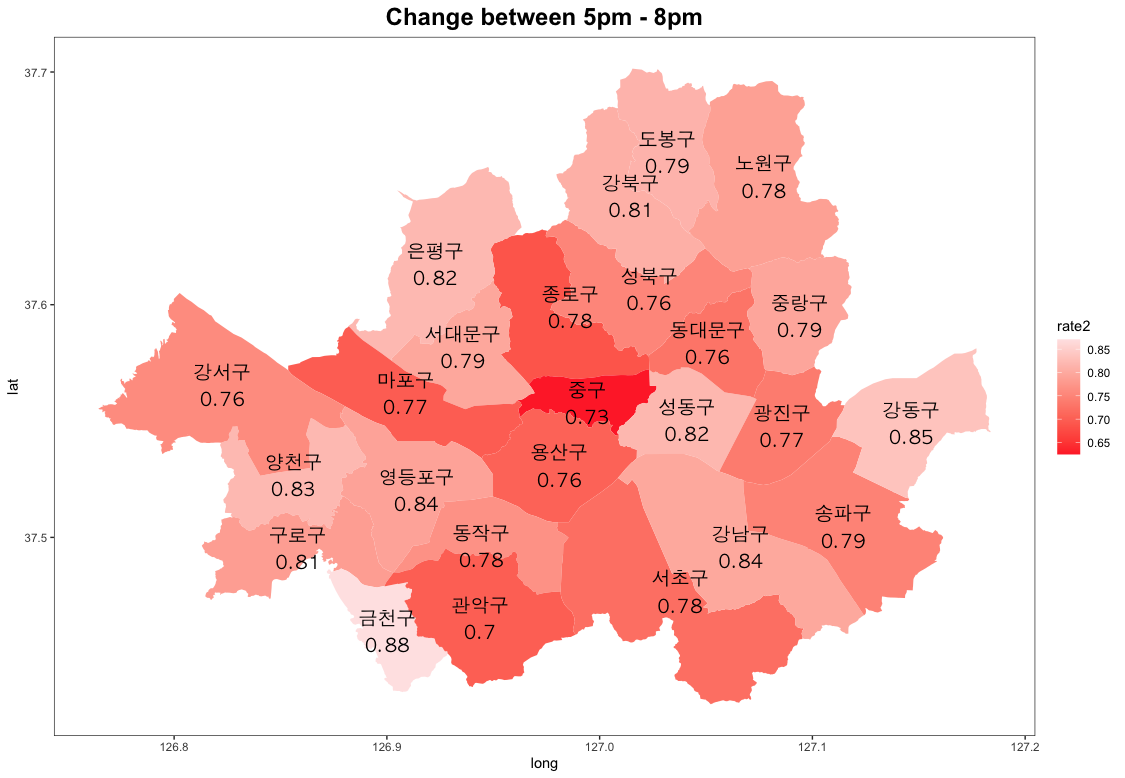 Change between 5pm - 8pm
lat
37.7
37.6
37.5
도봉구
0.79
노원구
0.78
강북구
0.81
은평구
0.82
성북구
0.76
종로구
0.78
중랑구
0.79
서대문구
0.79
동대문구
0.76
강서구
0.76
마포구
0.77
중구
0.73
성동구
0.82
광진구
0.77
강동구
0.85
용산구
0.76
양천구
0.83
영등포구
0.84
송파구
0.79
구로구
0.81
동작구
0.78
강남구
0.84
서초구
0.78
관악구
0.7
금천구
0.88
126.8
126.9
127.0
127.1
127.2
long
rate2
0.85
0.80
0.75
0.70
0.65